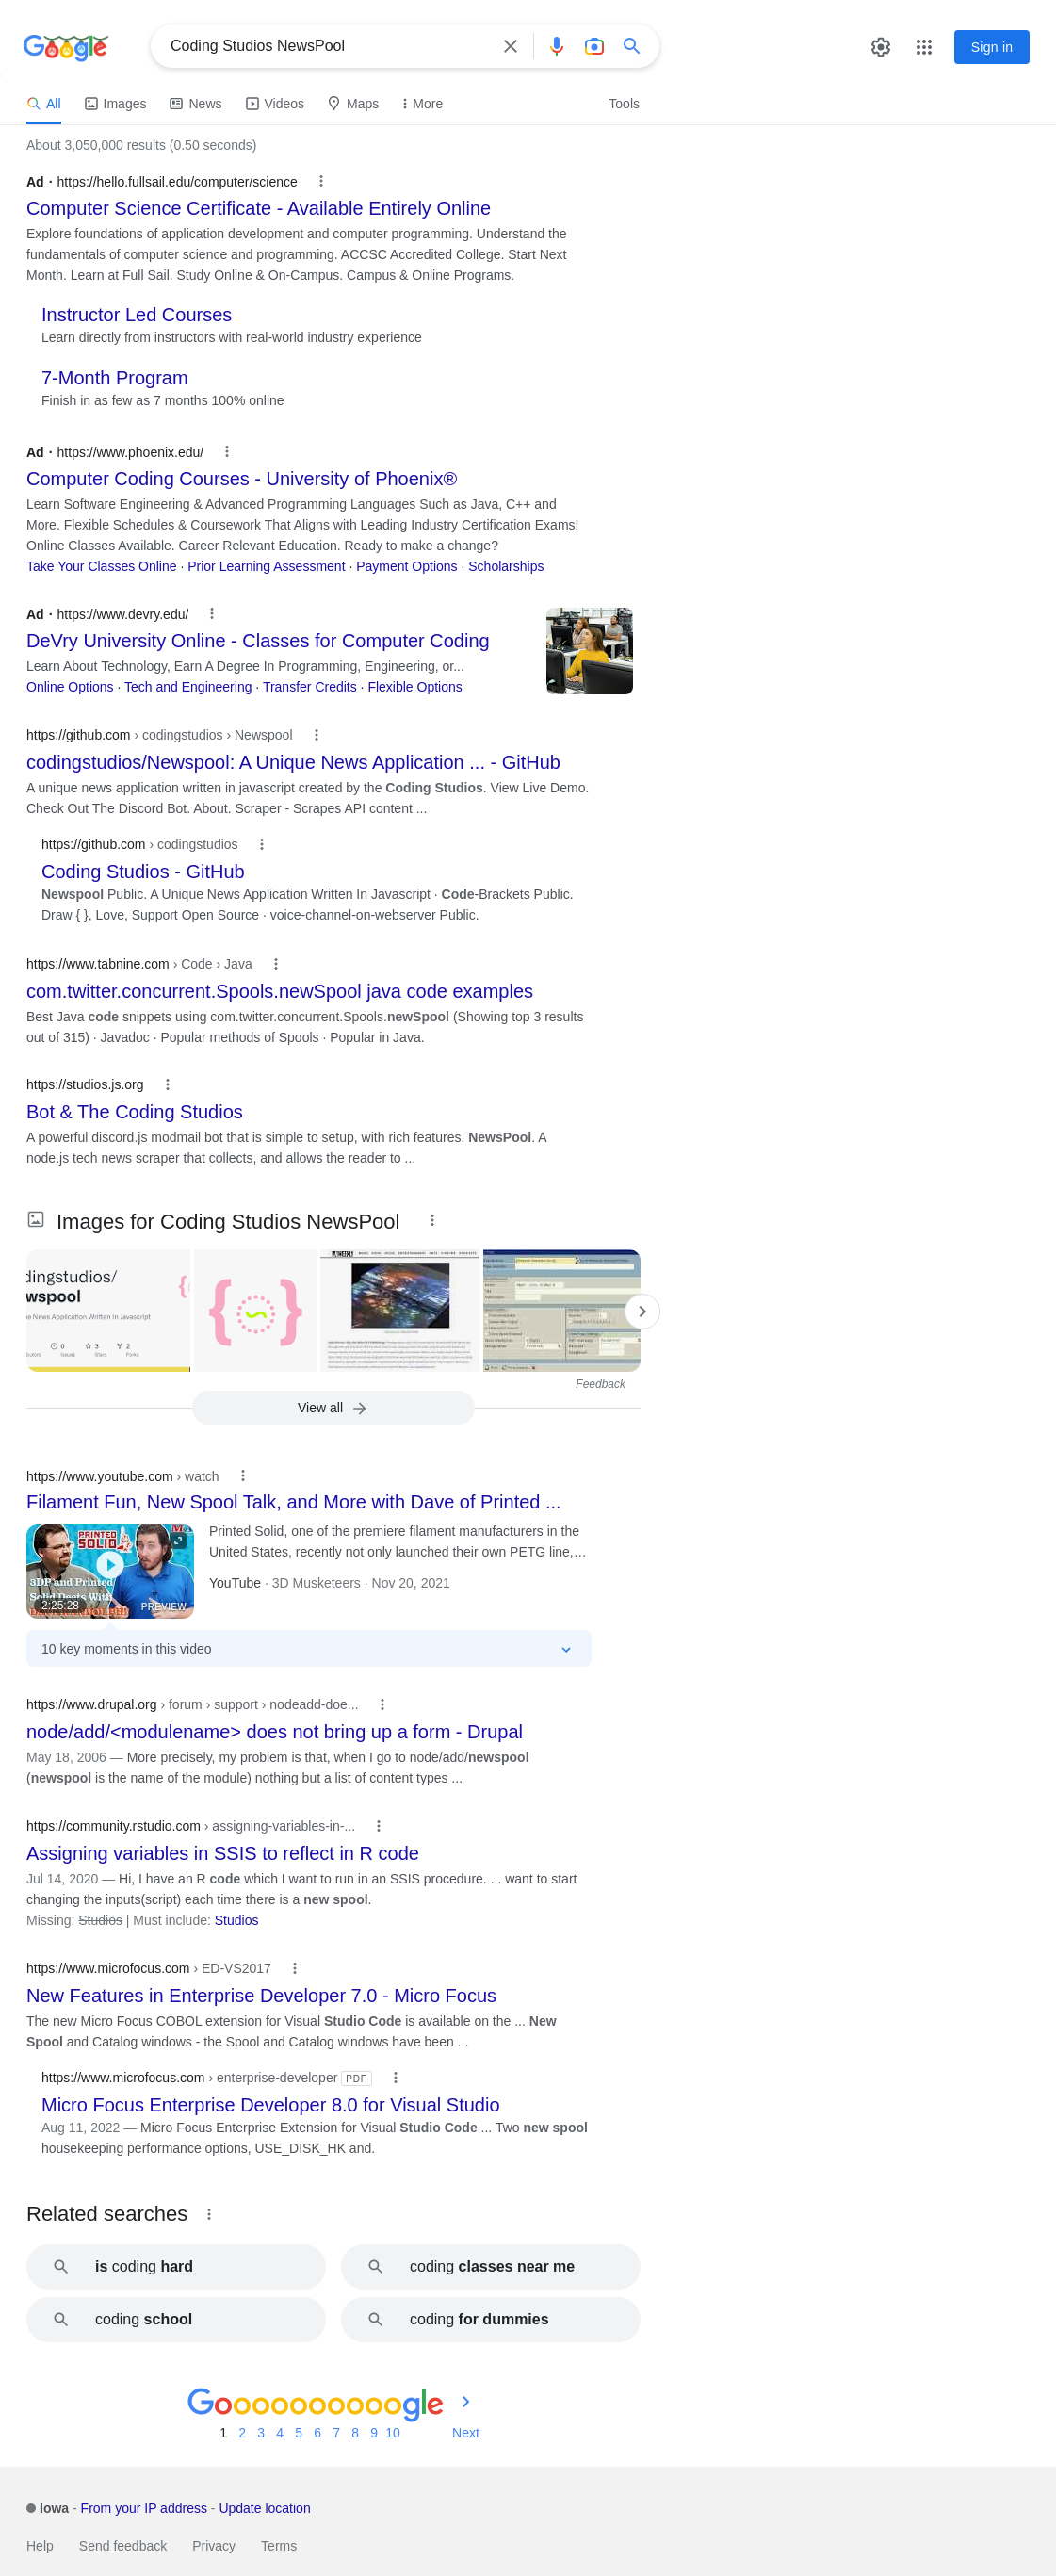 Google
Coding Studios NewsPool
Sign in
All
Images
News
Videos
Maps
More
Tools
About 3,050,000 results (0.50 seconds)
Ad · https://hello.fullsail.edu/computer/science
Computer Science Certificate - Available Entirely Online
Explore foundations of application development and computer programming. Understand the
fundamentals of computer science and programming. ACCSC Accredited College. Start Next
Month. Learn at Full Sail. Study Online & On-Campus. Campus & Online Programs.
Instructor Led Courses
Learn directly from instructors with real-world industry experience
7-Month Program
Finish in as few as 7 months 100% online
Ad · https://www.phoenix.edu/
Computer Coding Courses - University of Phoenix®
Learn Software Engineering & Advanced Programming Languages Such as Java, C++ and
More. Flexible Schedules & Coursework That Aligns with Leading Industry Certification Exams!
Online Classes Available. Career Relevant Education. Ready to make a change?
Take Your Classes Online · Prior Learning Assessment · Payment Options · Scholarships
Ad · https://www.devry.edu/
DeVry University Online - Classes for Computer Coding
Learn About Technology, Earn A Degree In Programming, Engineering, or...
Online Options · Tech and Engineering · Transfer Credits · Flexible Options
https://github.com › codingstudios › Newspool
codingstudios/Newspool: A Unique News Application ... - GitHub
A unique news application written in javascript created by the Coding Studios. View Live Demo.
Check Out The Discord Bot. About. Scraper - Scrapes API content ...
https://github.com › codingstudios
Coding Studios - GitHub
Newspool Public. A Unique News Application Written In Javascript · Code-Brackets Public.
Draw { }, Love, Support Open Source · voice-channel-on-webserver Public.
https://www.tabnine.com › Code › Java
com.twitter.concurrent.Spools.newSpool java code examples
Best Java code snippets using com.twitter.concurrent.Spools.newSpool (Showing top 3 results
out of 315) · Javadoc · Popular methods of Spools · Popular in Java.
https://studios.js.org
Bot & The Coding Studios
A powerful discord.js modmail bot that is simple to setup, with rich features. NewsPool. A
node.js tech news scraper that collects, and allows the reader to ...
Images for Coding Studios NewsPool
dingstudios/
wspool
e News Application Written In Javascript
0
3
2
utors Issues Stars Forks
Feedback
View all
https://www.youtube.com › watch
Filament Fun, New Spool Talk, and More with Dave of Printed ...
PRINTED
SOLID
3DP and Printed
2:25:28
PREVIEW
Printed Solid, one of the premiere filament manufacturers in the
United States, recently not only launched their own PETG line,…
YouTube · 3D Musketeers · Nov 20, 2021
10 key moments in this video
https://www.drupal.org › forum › support › nodeadd-doe...
node/add/<modulename> does not bring up a form - Drupal
May 18, 2006 — More precisely, my problem is that, when I go to node/add/newspool
(newspool is the name of the module) nothing but a list of content types ...
https://community.rstudio.com › assigning-variables-in-...
Assigning variables in SSIS to reflect in R code
Jul 14, 2020 — Hi, I have an R code which I want to run in an SSIS procedure. ... want to start
changing the inputs(script) each time there is a new spool.
Missing: Studios | Must include: Studios
https://www.microfocus.com › ED-VS2017
New Features in Enterprise Developer 7.0 - Micro Focus
The new Micro Focus COBOL extension for Visual Studio Code is available on the ... New
Spool and Catalog windows - the Spool and Catalog windows have been ...
https://www.microfocus.com › enterprise-developer PDF
Micro Focus Enterprise Developer 8.0 for Visual Studio
Aug 11, 2022 — Micro Focus Enterprise Extension for Visual Studio Code ... Two new spool
housekeeping performance options, USE_DISK_HK and.
Related searches
is coding hard
coding classes near me
coding school
coding for dummies
Goooooooooogle
1 2 3 4 5 6 7 8 9 10 Next
Iowa - From your IP address - Update location
Help Send feedback Privacy Terms